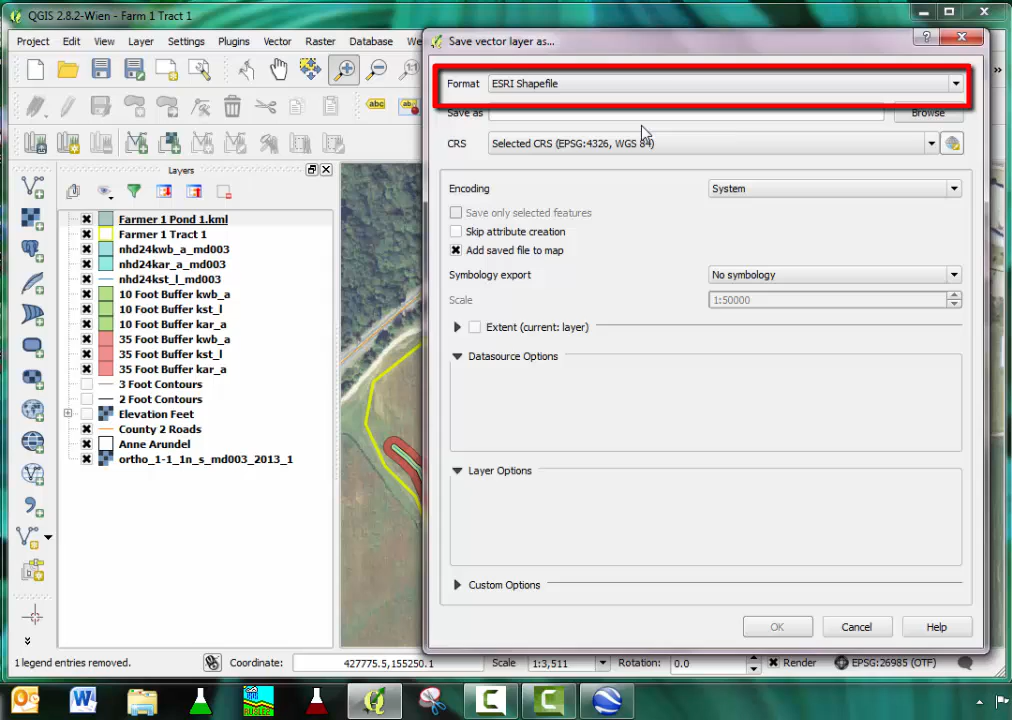 QGIS 2.8.2-Wien - Farm 1 Tract 1
Project Edit View Layer Settings Plugins Vector Raster Database We
Save vector layer as...
Format ESRI Shapefile
Save as Browse
CRS Selected CRS (EPSG:4326, WGS 84)
abc
Layers
Farmer 1 Pond 1.kml
Farmer 1 Tract 1
nhd24kwb_a_md003
nhd24kar_a_md003
nhd24kst_l_md003
10 Foot Buffer kwb_a
10 Foot Buffer kst_l
10 Foot Buffer kar_a
35 Foot Buffer kwb_a
35 Foot Buffer kst_l
35 Foot Buffer kar_a
3 Foot Contours
2 Foot Contours
Elevation Feet
County 2 Roads
Anne Arundel
ortho_1-1_1n_s_md003_2013_1
Encoding System
Save only selected features
Skip attribute creation
Add saved file to map
Symbology export No symbology
Scale 1:50000
Extent (current: layer)
Datasource Options
Layer Options
Custom Options
OK Cancel Help
1 legend entries removed. Coordinate: 427775.5,155250.1 Scale 1:3,511 Rotation: 0.0 Render EPSG:26985 (OTF)